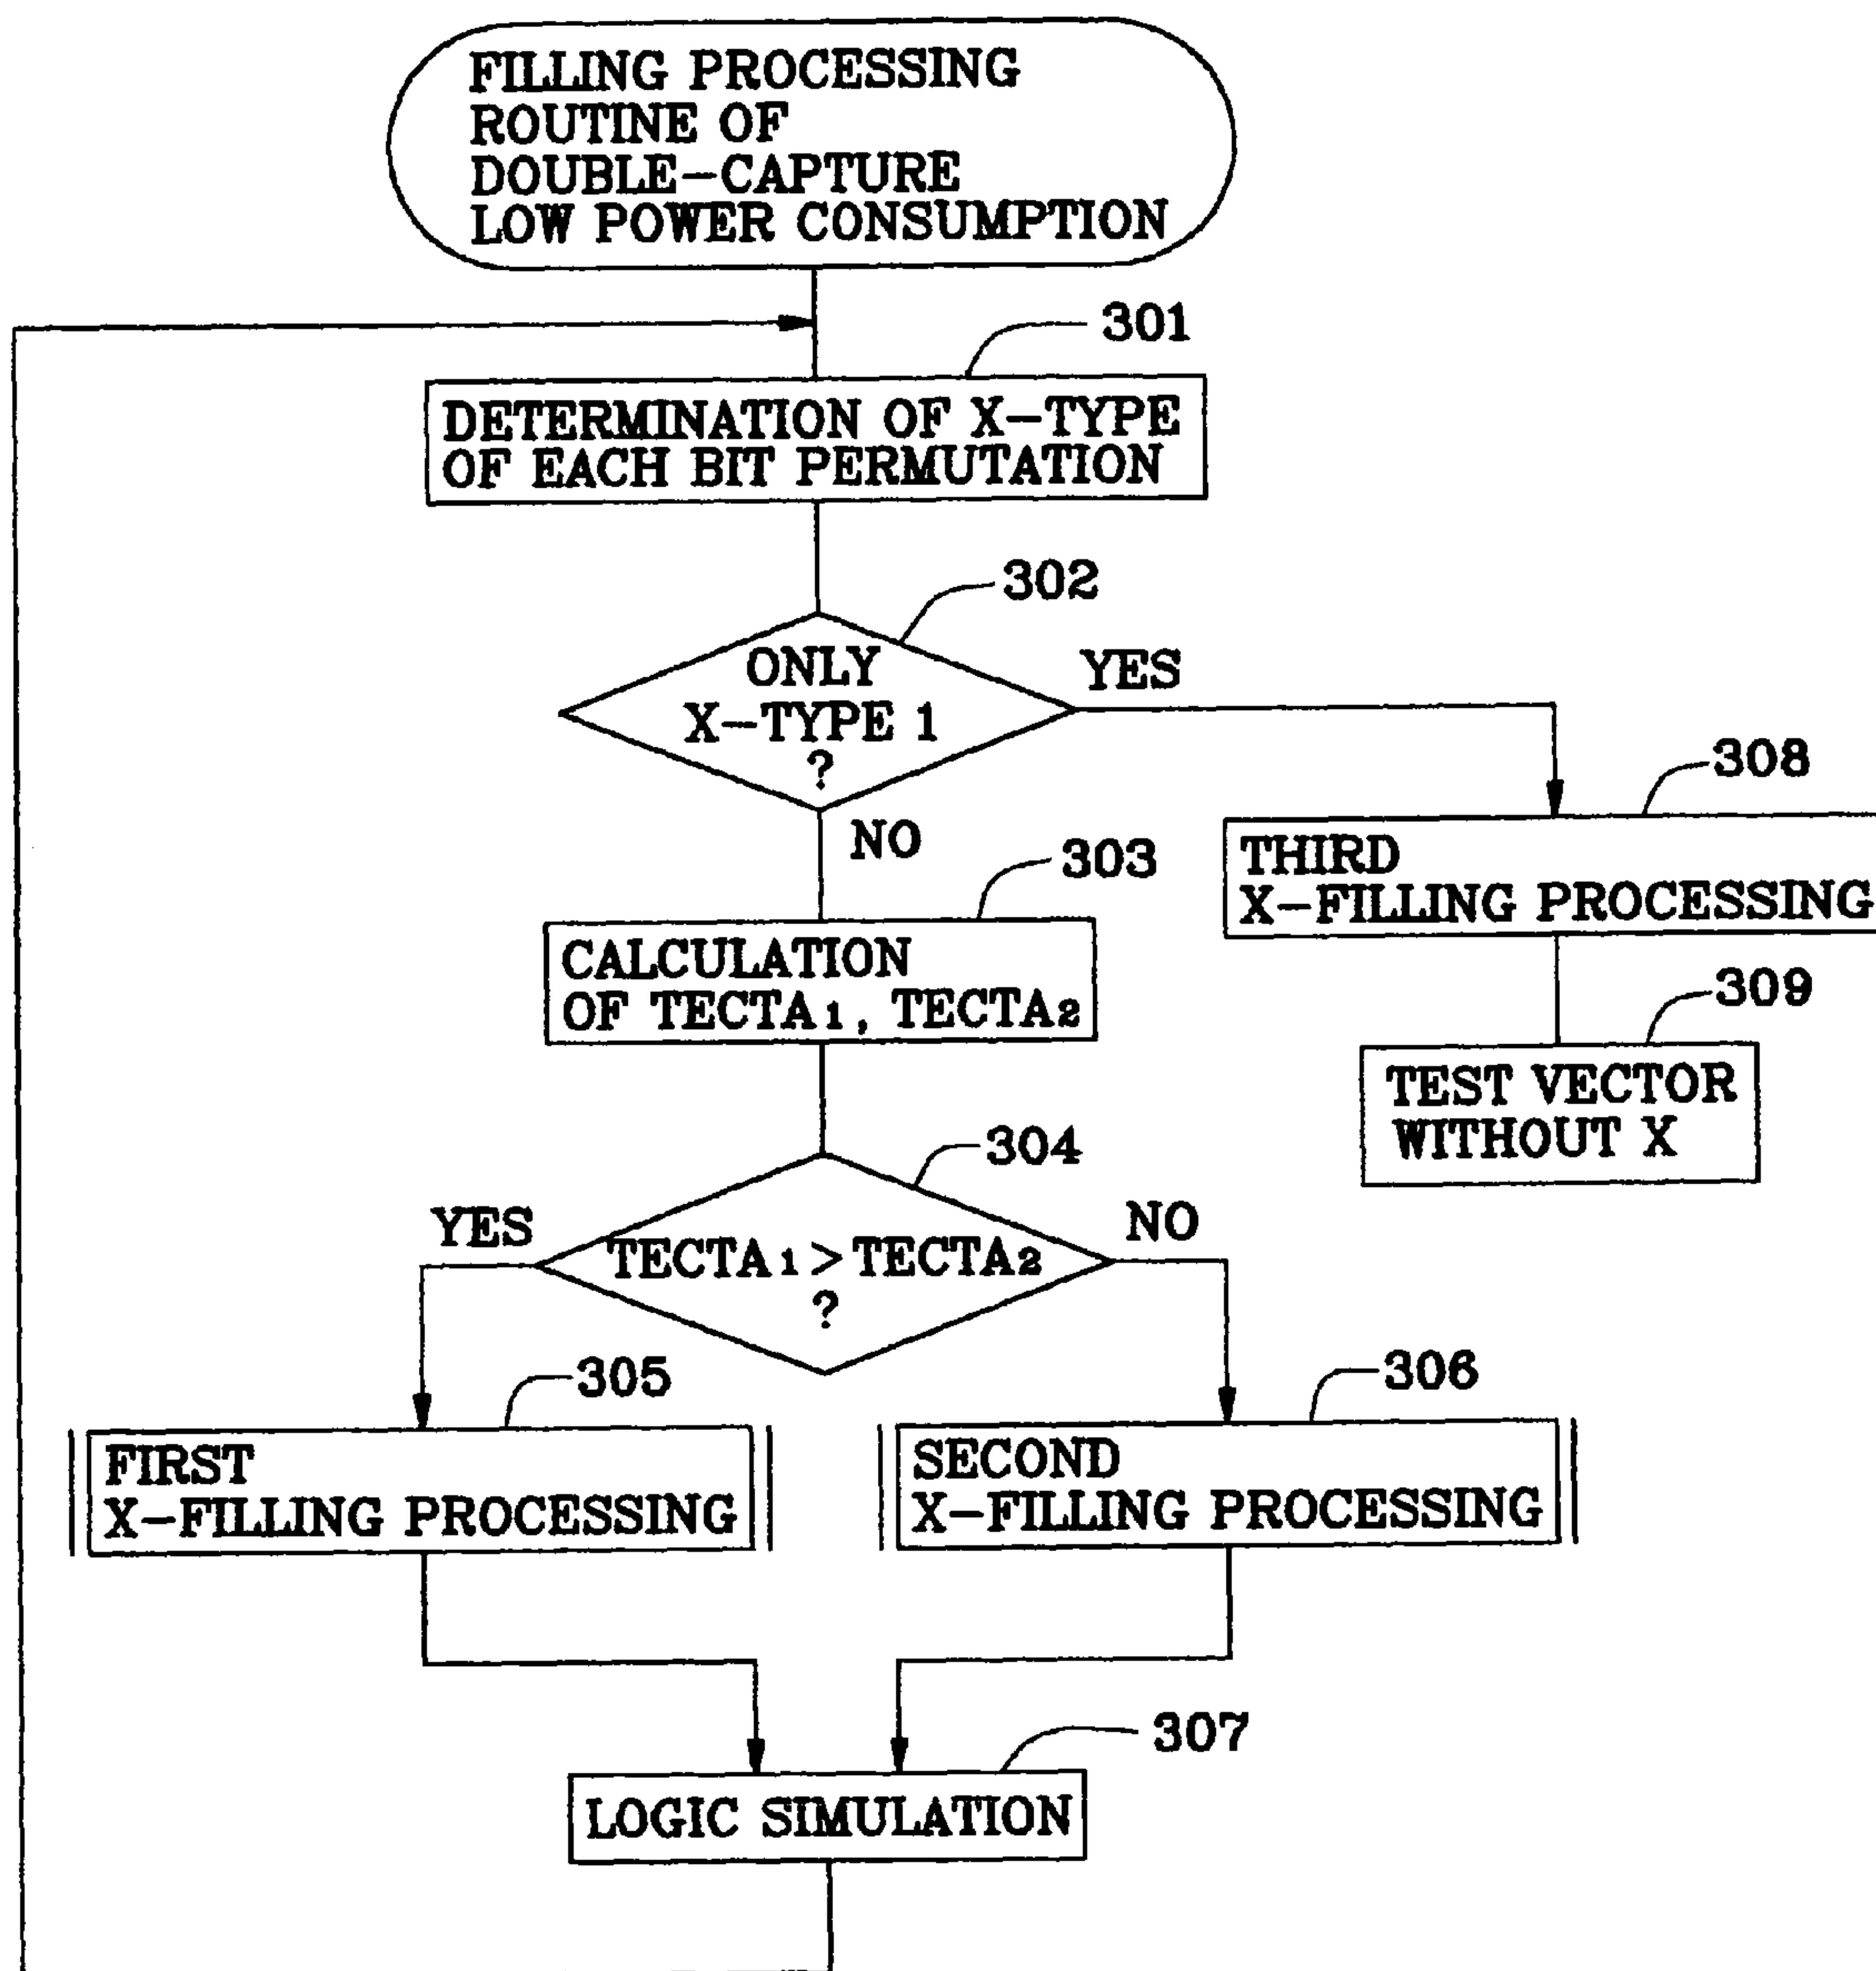 FILLING PROCESSING
ROUTINE OF
DOUBLE-CAPTURE
LOW POWER CONSUMPTION
301
DETERMINATION OF X-TYPE
OF EACH BIT PERMUTATION
302
ONLY
X-TYPE 1
?
YES
NO
308
THIRD
X-FILLING PROCESSING
303
CALCULATION
OF TECTA1, TECTA2
309
TEST VECTOR
WITHOUT X
304
YES
TECTA1>TECTA2
?
NO
305
FIRST
X-FILLING PROCESSING
306
SECOND
X-FILLING PROCESSING
307
LOGIC SIMULATION